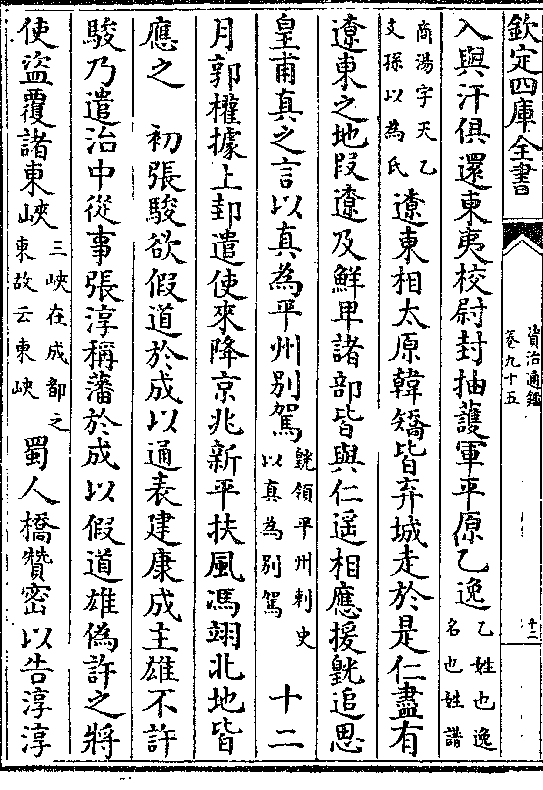 欽定四庫全書
資治通鑑
卷九十五
十二
入與汗俱還東夷校尉封抽護軍平原乙逸乙姓也逸名也姓譜
商湯字天乙支孫以為氏遼東相太原韓矯皆弃城走於是仁盡有
遼東之地叚遼及鮮卑諸部皆與仁遥相應援皝追思
皇甫真之言以真為平州别駕皝領平州刺史以真為别駕 十二
月郭權據上邽遣使來降京兆新平扶風馮翊北地皆
應之 初張駿欲假道於成以通表建康成主雄不許
駿乃遣治中從事張淳稱藩於成以假道雄偽許之將
使盜覆諸東峽三峽在成都之東故云東峽蜀人橋贊密以告淳淳